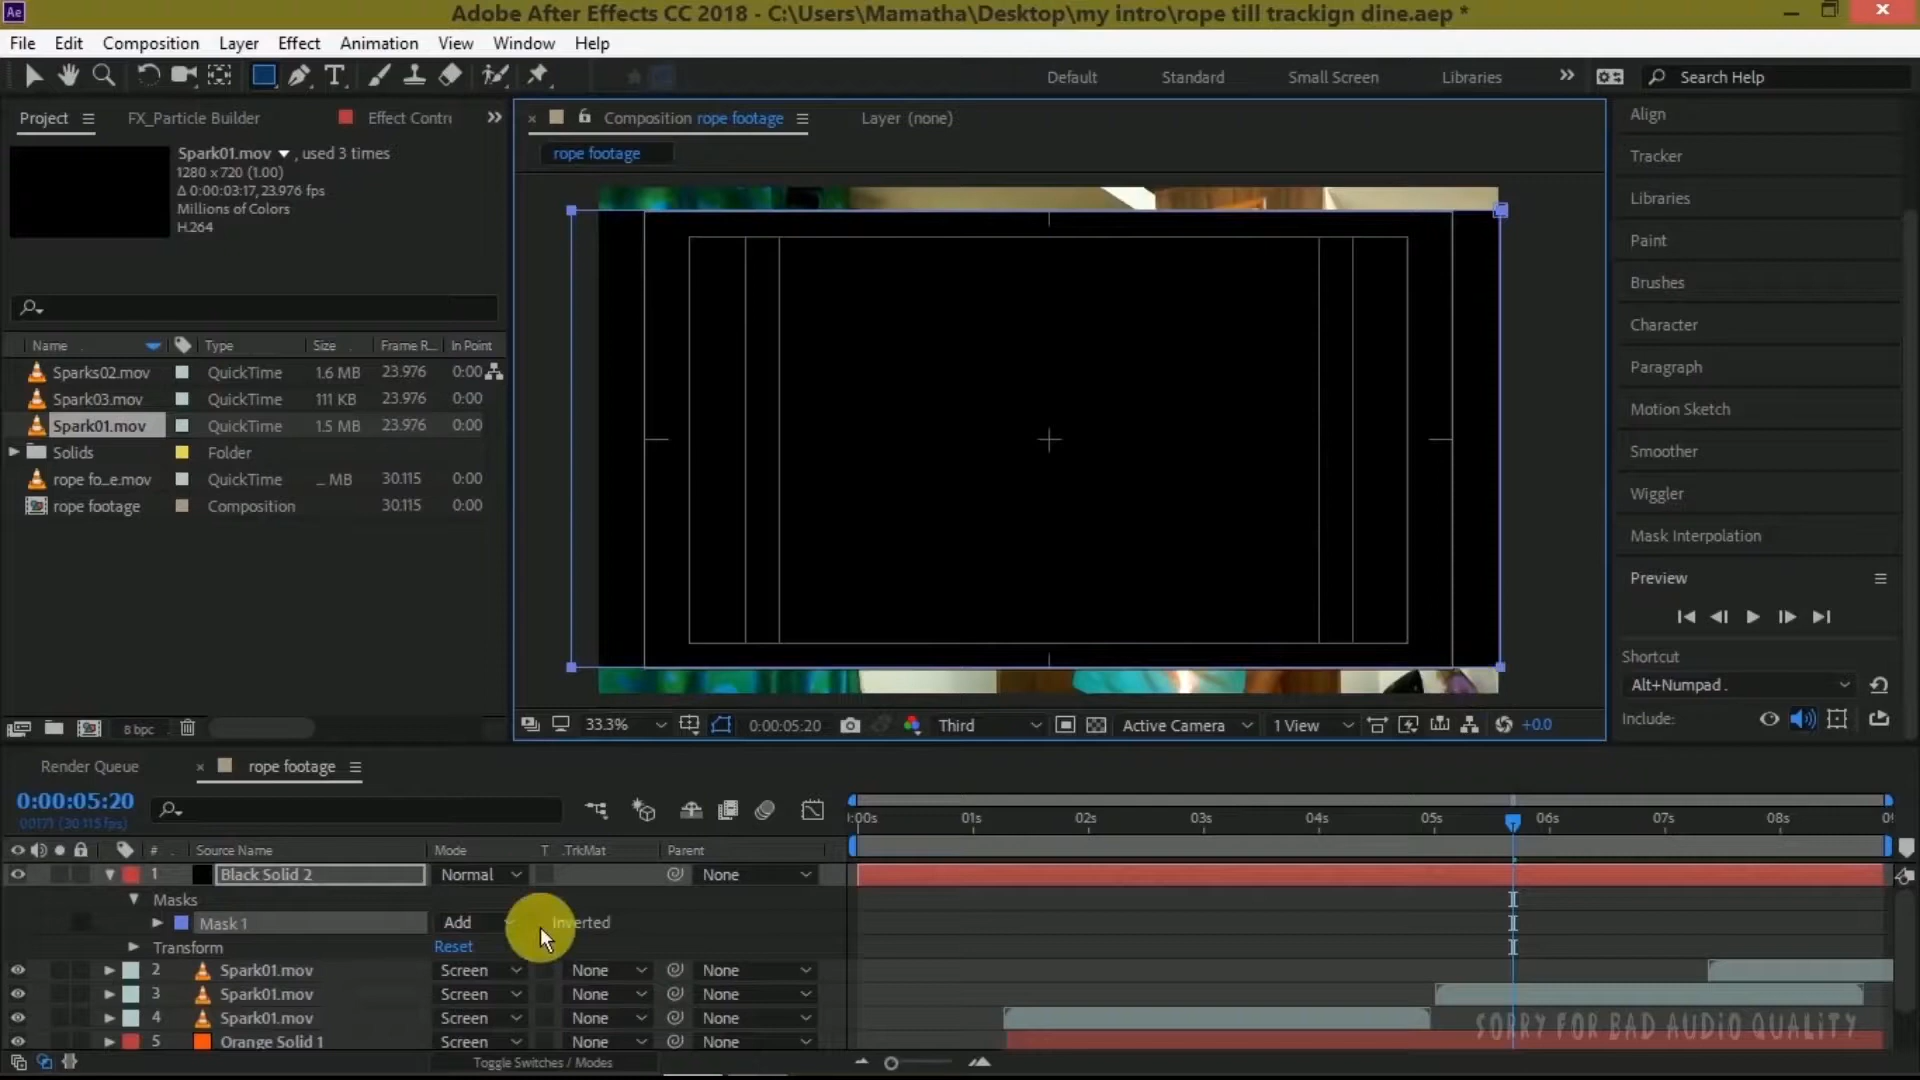 Ae Adobe After Effects CC 2018 - C:\Users\Mamatha\Desktop\my intro\rope till trackign dine.aep *
File Edit Composition Layer Effect Animation View Window Help
Default Standard Small Screen Libraries Search Help
Project FX_Particle Builder Effect Contr
Composition rope footage Layer (none)
rope footage
Spark01.mov , used 3 times
1280 x 720 (1.00)
Δ 0:00:03:17, 23.976 fps
Millions of Colors
H.264
Name Type Size Frame R... In Point
Sparks02.mov QuickTime 1.6 MB 23.976 0:00
Spark03.mov QuickTime 111 KB 23.976 0:00
Spark01.mov QuickTime 1.5 MB 23.976 0:00
Solids Folder
rope fo...e.mov QuickTime ... MB 30.115 0:00
rope footage Composition 30.115 0:00
8 bpc
33.3% 0:00:05:20 Third Active Camera 1 View +0.0
Align
Tracker
Libraries
Paint
Brushes
Character
Paragraph
Motion Sketch
Smoother
Wiggler
Mask Interpolation
Preview
Shortcut
Alt+Numpad .
Include:
Render Queue rope footage
0:00:05:20
00171 (30.115 fps)
:00s 01s 02s 03s 04s 05s 06s 07s 08s 0
# Source Name Mode T .TrkMat Parent
1 Black Solid 2 Normal None
Masks
Mask 1 Add Inverted
Transform Reset
2 Spark01.mov Screen None None
3 Spark01.mov Screen None None
4 Spark01.mov Screen None None
5 Orange Solid 1 Screen None None
Toggle Switches / Modes
SORRY FOR BAD AUDIO QUALITY